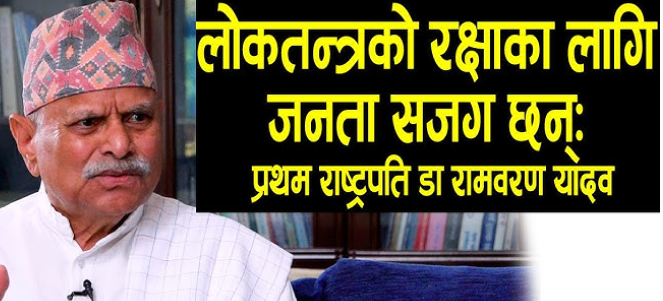 लोकतन्त्रको रक्षाका लागि
जनता सजग छन्:
प्रथम राष्ट्रपति डा रामवरण यादव